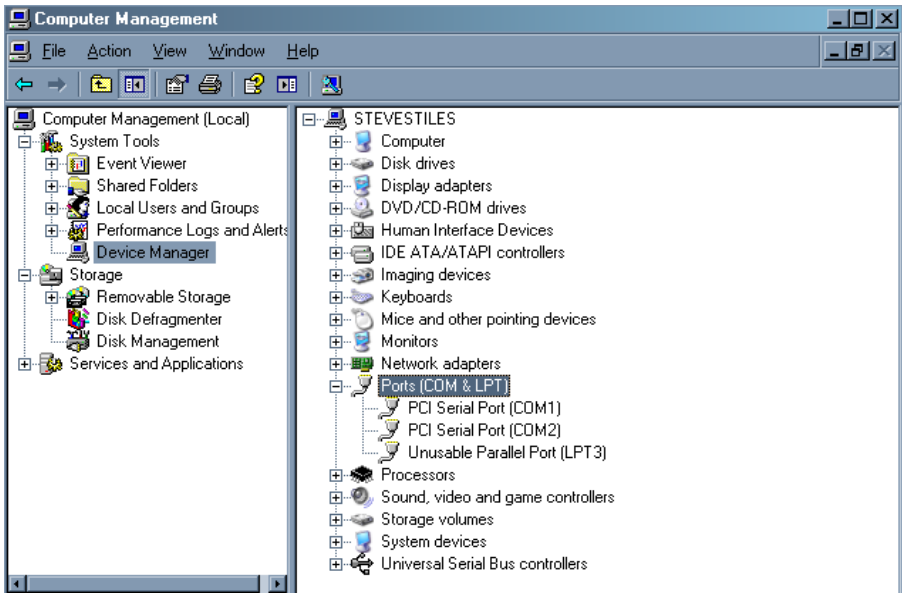 Computer Management
File Action View Window Help
Computer Management (Local)
System Tools
Event Viewer
Shared Folders
Local Users and Groups
Performance Logs and Alerts
Device Manager
Storage
Removable Storage
Disk Defragmenter
Disk Management
Services and Applications
STEVESTILES
Computer
Disk drives
Display adapters
DVD/CD-ROM drives
Human Interface Devices
IDE ATA/ATAPI controllers
Imaging devices
Keyboards
Mice and other pointing devices
Monitors
Network adapters
Ports (COM & LPT)
PCI Serial Port (COM1)
PCI Serial Port (COM2)
Unusable Parallel Port (LPT3)
Processors
Sound, video and game controllers
Storage volumes
System devices
Universal Serial Bus controllers